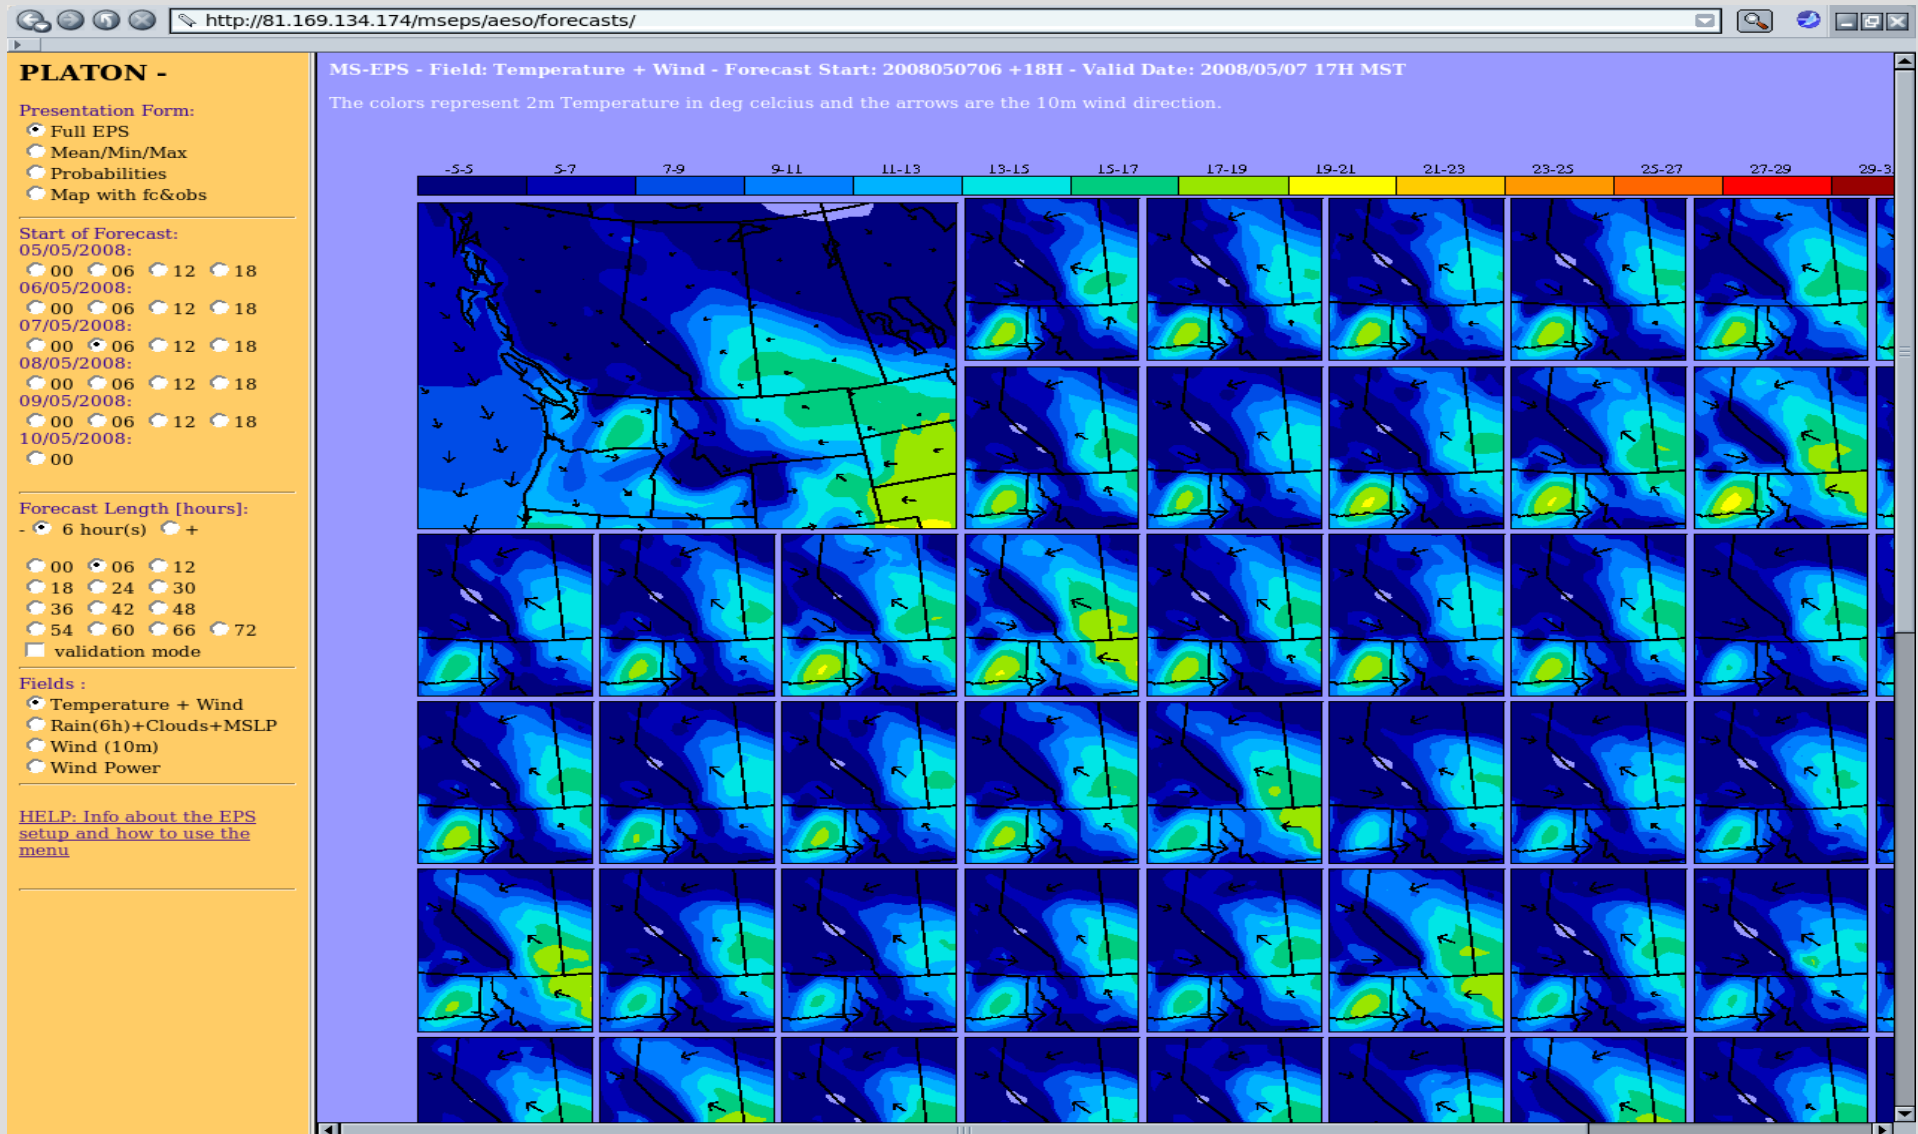 http://81.169.134.174/mseps/aeso/forecasts/
PLATON -
Presentation Form:
Full EPS
Mean/Min/Max
Probabilities
Map with fc&obs
Start of Forecast:
05/05/2008:
00 06 12 18
06/05/2008:
00 06 12 18
07/05/2008:
00 06 12 18
08/05/2008:
00 06 12 18
09/05/2008:
00 06 12 18
10/05/2008:
00
Forecast Length [hours]:
- 6 hour(s) +
00 06 12
18 24 30
36 42 48
54 60 66 72
validation mode
Fields :
Temperature + Wind
Rain(6h)+Clouds+MSLP
Wind (10m)
Wind Power
HELP: Info about the EPS
setup and how to use the
menu
MS-EPS - Field: Temperature + Wind - Forecast Start: 2008050706 +18H - Valid Date: 2008/05/07 17H MST
The colors represent 2m Temperature in deg celcius and the arrows are the 10m wind direction.
-5-5 5-7 7-9 9-11 11-13 13-15 15-17 17-19 19-21 21-23 23-25 25-27 27-29 29-3